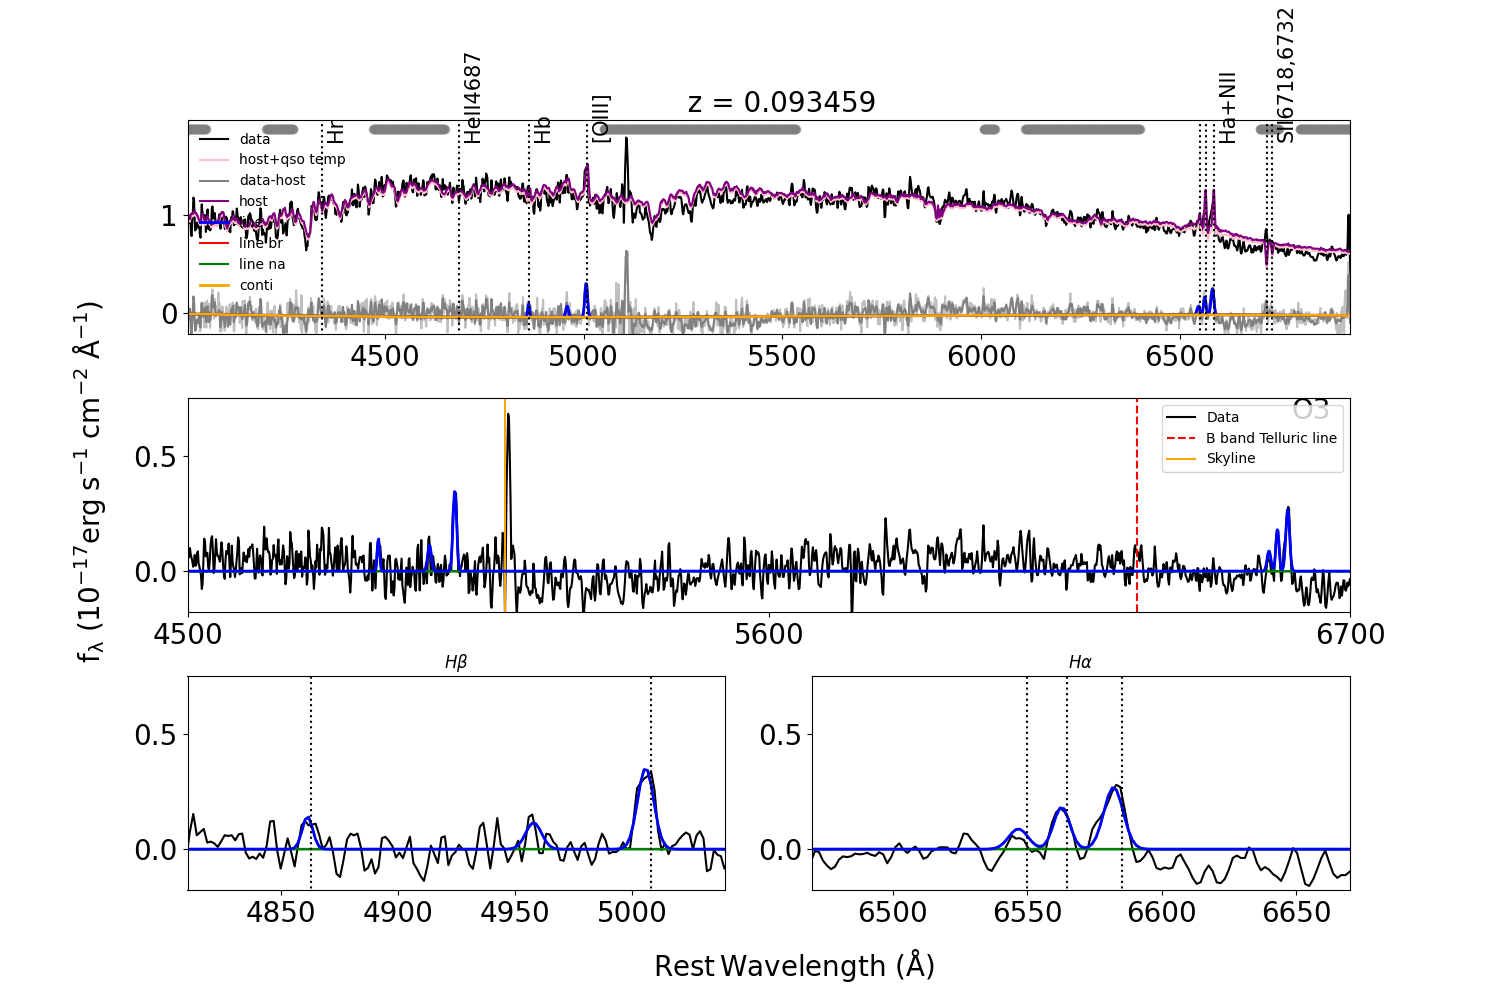 z = 0.093459
Hr
HeII4687
Hb
[OIII]
Ha+NII
SII6718,6732
data
host+qso temp
data-host
host
line br
line na
conti
1
0
4500
5000
5500
6000
6500
fλ (10⁻¹⁷erg s⁻¹ cm⁻² Å⁻¹)
O3
Data
B band Telluric line
Skyline
0.5
0.0
4500
5600
6700
Hβ
0.5
0.0
4850
4900
4950
5000
Hα
0.5
0.0
6500
6550
6600
6650
Rest Wavelength (Å)